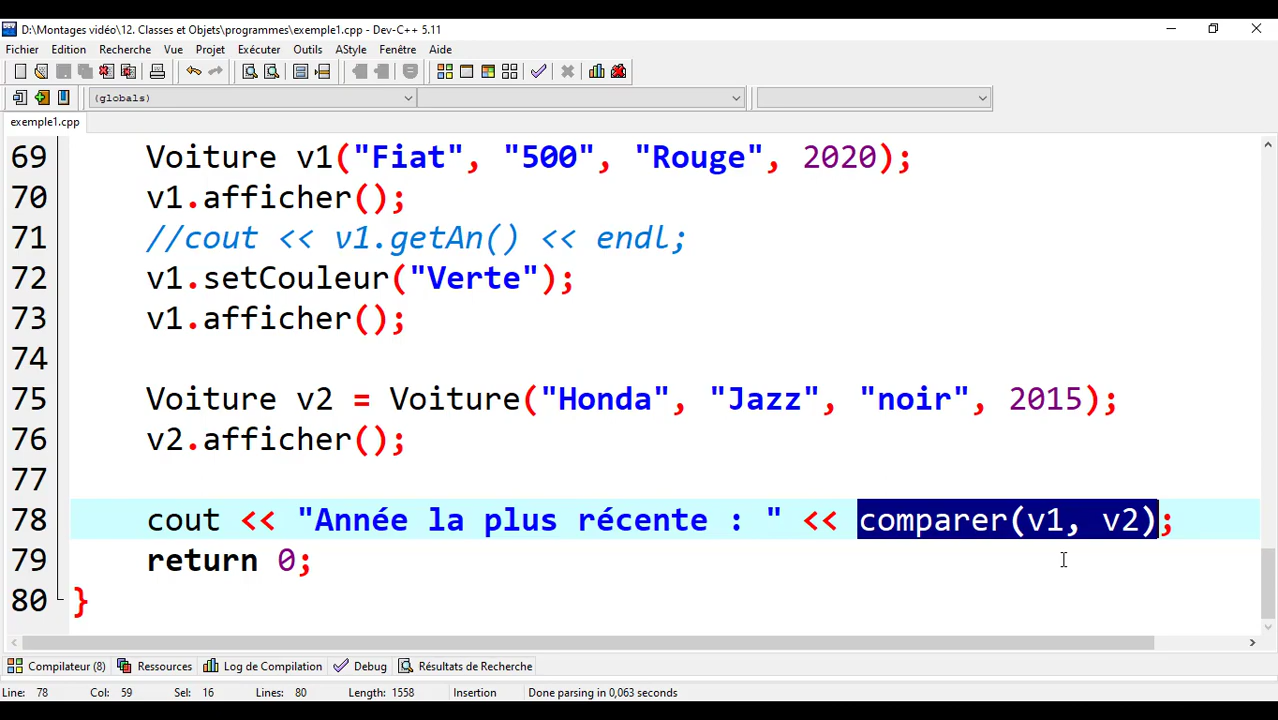 D:\Montages vidéo\12. Classes et Objets\programmes\exemple1.cpp - Dev-C++ 5.11
Fichier Edition Recherche Vue Projet Exécuter Outils AStyle Fenêtre Aide
(globals)
exemple1.cpp
69 Voiture v1("Fiat", "500", "Rouge", 2020);
70 v1.afficher();
71 //cout << v1.getAn() << endl;
72 v1.setCouleur("Verte");
73 v1.afficher();
74
75 Voiture v2 = Voiture("Honda", "Jazz", "noir", 2015);
76 v2.afficher();
77
78 cout << "Année la plus récente : " << comparer(v1, v2);
79 return 0;
80 }
Compilateur (8) Ressources Log de Compilation Debug Résultats de Recherche
Line: 78 Col: 59 Sel: 16 Lines: 80 Length: 1558 Insertion Done parsing in 0,063 seconds